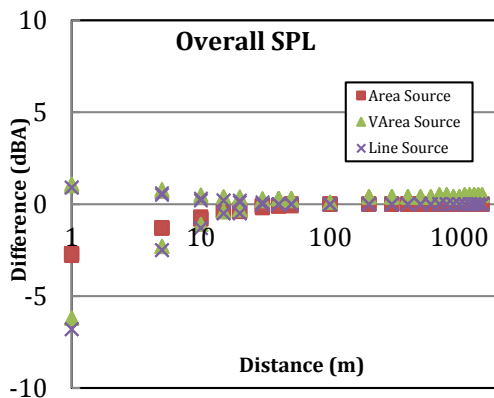 10
Overall SPL
Area Source
VArea Source
Line Source
5
0
1
10
100
1000
-5
-10
Difference (dBA)
Distance (m)